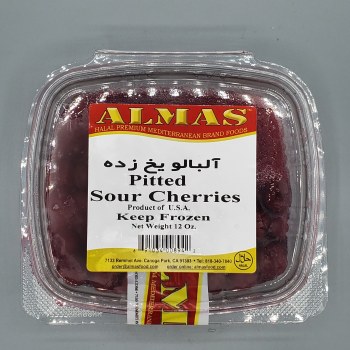 ALMAS
HALAL PREMIUM MEDITERRANEAN BRAND FOODS
آلبالو یخ زده
Pitted
Sour Cherries
Product of U.S.A.
Keep Frozen
Net Weight 12 Oz.